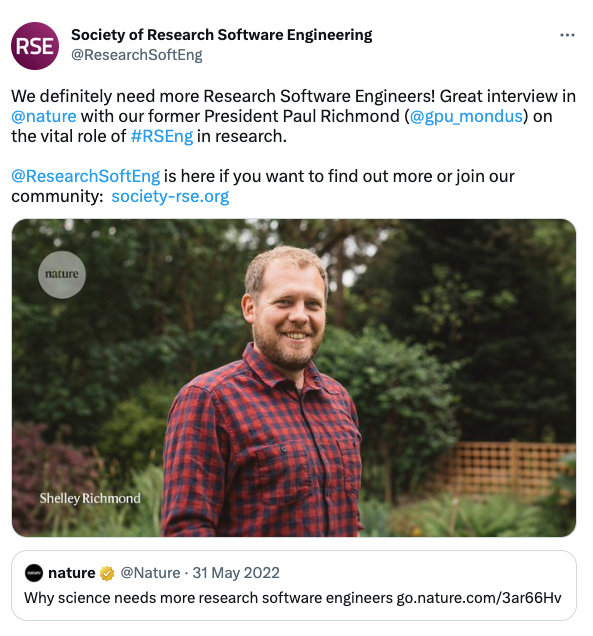 RSE
Society of Research Software Engineering
@ResearchSoftEng
We definitely need more Research Software Engineers! Great interview in
@nature with our former President Paul Richmond (@gpu_mondus) on
the vital role of #RSEng in research.
@ResearchSoftEng is here if you want to find out more or join our
community: society-rse.org
nature
Shelley Richmond
nature @Nature · 31 May 2022
Why science needs more research software engineers go.nature.com/3ar66Hv